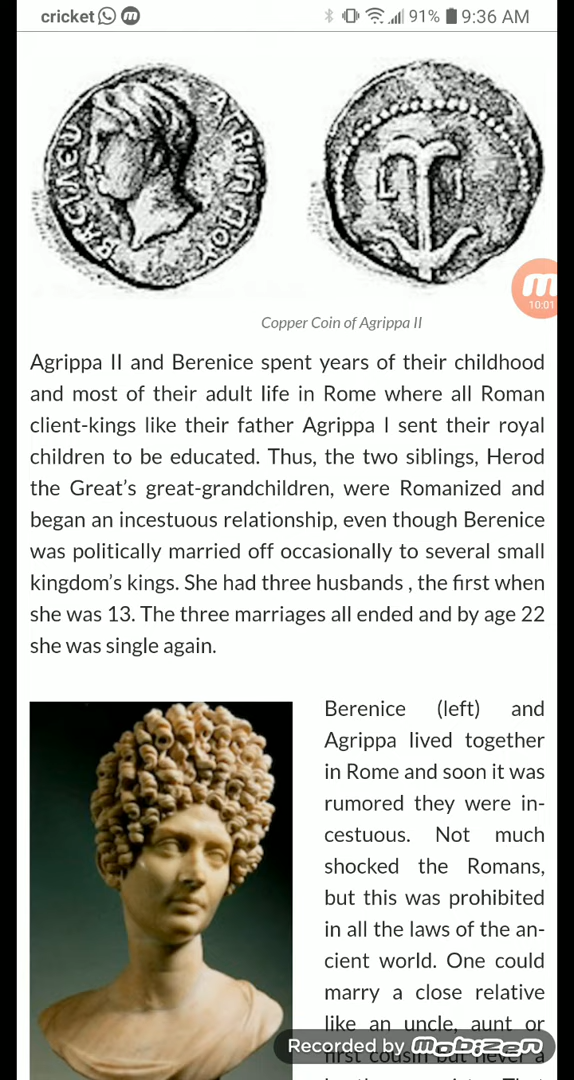 cricket m 91% 9:36 AM
ΒΑCΙΛΕΥ ΑΓΡΙΠΠΟΥ
L I
m
10:01
Copper Coin of Agrippa II
Agrippa II and Berenice spent years of their childhood
and most of their adult life in Rome where all Roman
client-kings like their father Agrippa I sent their royal
children to be educated. Thus, the two siblings, Herod
the Great’s great-grandchildren, were Romanized and
began an incestuous relationship, even though Berenice
was politically married off occasionally to several small
kingdom’s kings. She had three husbands , the first when
she was 13. The three marriages all ended and by age 22
she was single again.
Berenice (left) and
Agrippa lived together
in Rome and soon it was
rumored they were in-
cestuous. Not much
shocked the Romans,
but this was prohibited
in all the laws of the an-
cient world. One could
marry a close relative
like an uncle, aunt or
first cousin but never a
Recorded by mobizen